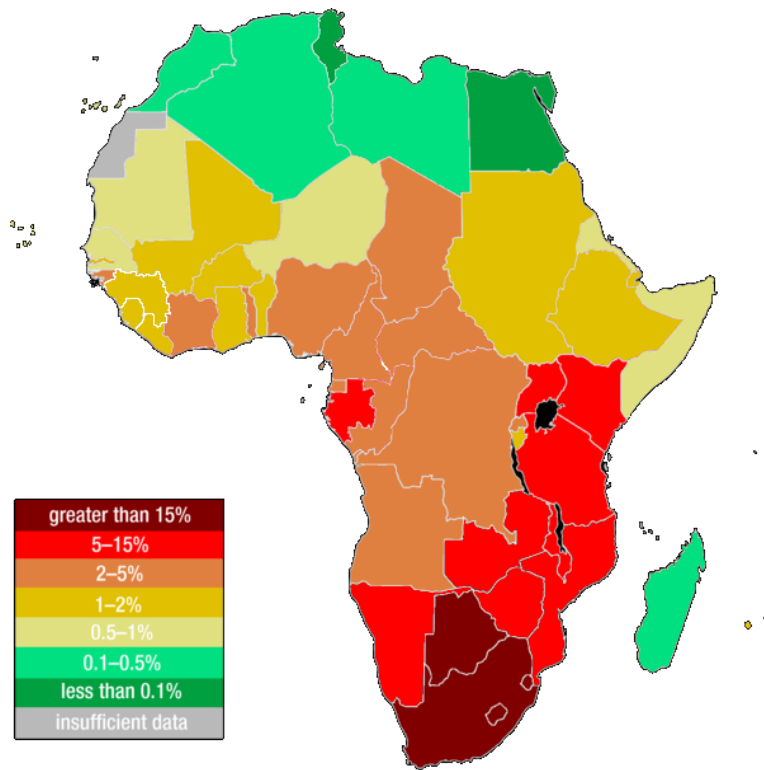 greater than 15%
5–15%
2–5%
1–2%
0.5–1%
0.1–0.5%
less than 0.1%
insufficient data